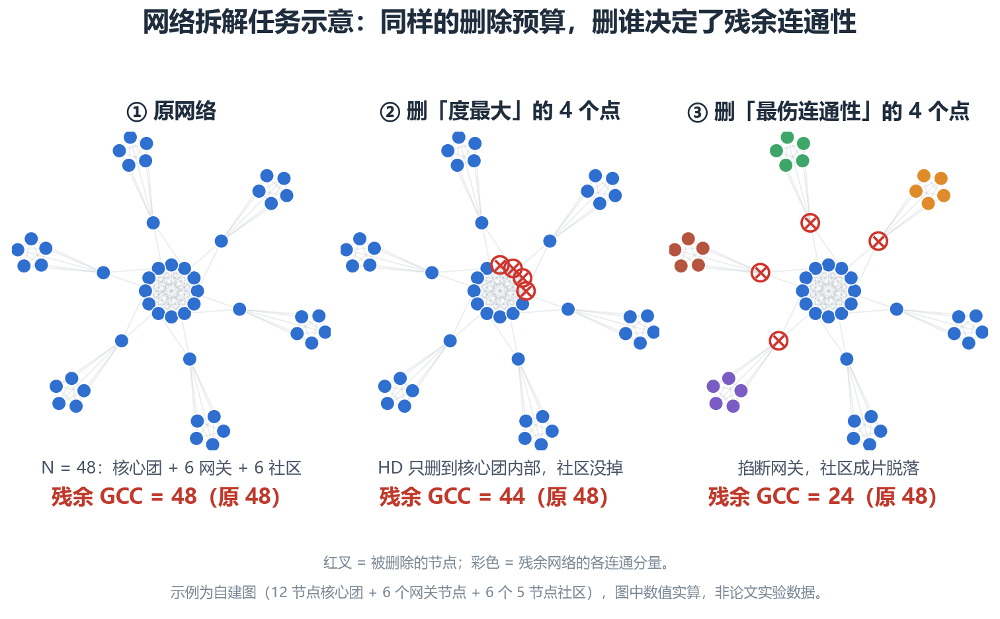 网络拆解任务示意：同样的删除预算，删谁决定了残余连通性
① 原网络
② 删「度最大」的 4 个点
③ 删「最伤连通性」的 4 个点
N = 48：核心团 + 6 网关 + 6 社区
HD 只删到核心团内部，社区没掉
掐断网关，社区成片脱落
残余 GCC = 48（原 48）
残余 GCC = 44（原 48）
残余 GCC = 24（原 48）
红叉 = 被删除的节点；彩色 = 残余网络的各连通分量。
示例为自建图（12 节点核心团 + 6 个网关节点 + 6 个 5 节点社区），图中数值实算，非论文实验数据。